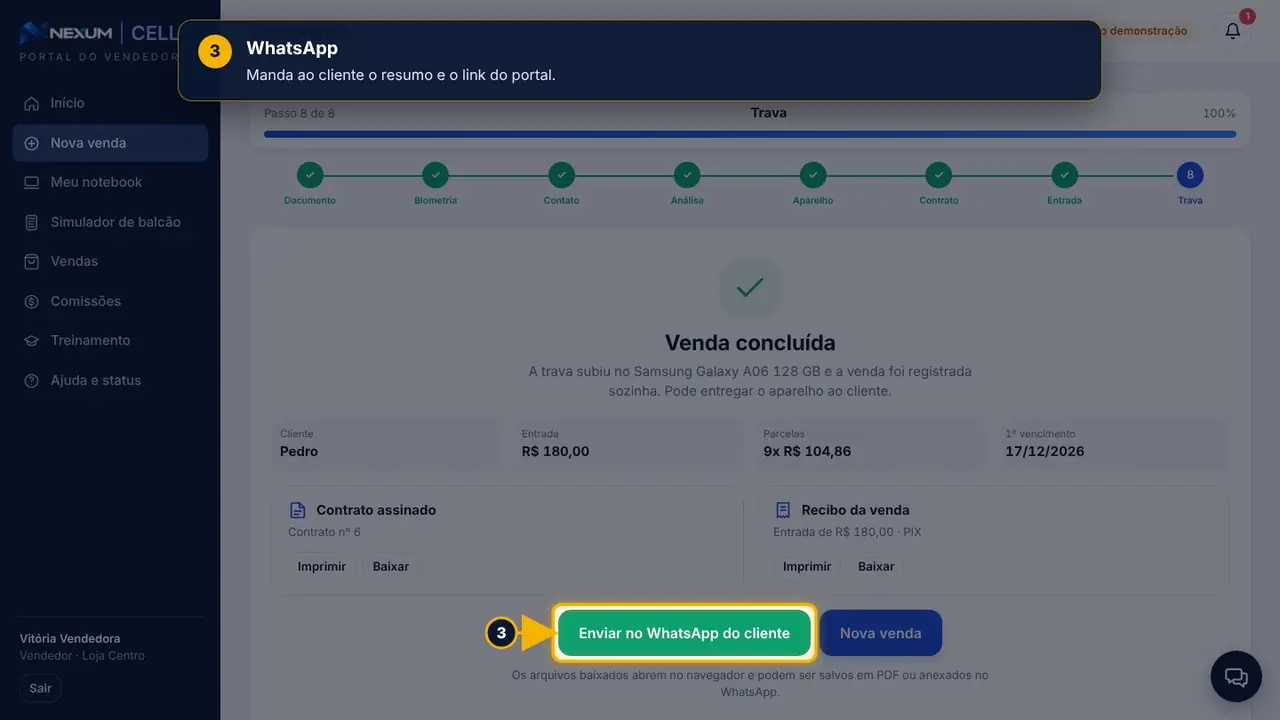 NEXUM | CELL
PORTAL DO VENDEDOR
Início
Nova venda
Meu notebook
Simulador de balcão
Vendas
Comissões
Treinamento
Ajuda e status
Vitória Vendedora
Vendedor · Loja Centro
Sair
3
WhatsApp
Manda ao cliente o resumo e o link do portal.
demonstração
1
Passo 8 de 8
Trava
100%
Documento
Biometria
Contato
Análise
Aparelho
Contrato
Entrada
8
Trava
Venda concluída
A trava subiu no Samsung Galaxy A06 128 GB e a venda foi registrada
sozinha. Pode entregar o aparelho ao cliente.
Cliente
Pedro
Entrada
R$ 180,00
Parcelas
9x R$ 104,86
1º vencimento
17/12/2026
Contrato assinado
Contrato nº 6
Imprimir
Baixar
Recibo da venda
Entrada de R$ 180,00 · PIX
Imprimir
Baixar
3
Enviar no WhatsApp do cliente
Nova venda
Os arquivos baixados abrem no navegador e podem ser salvos em PDF ou anexados no
WhatsApp.